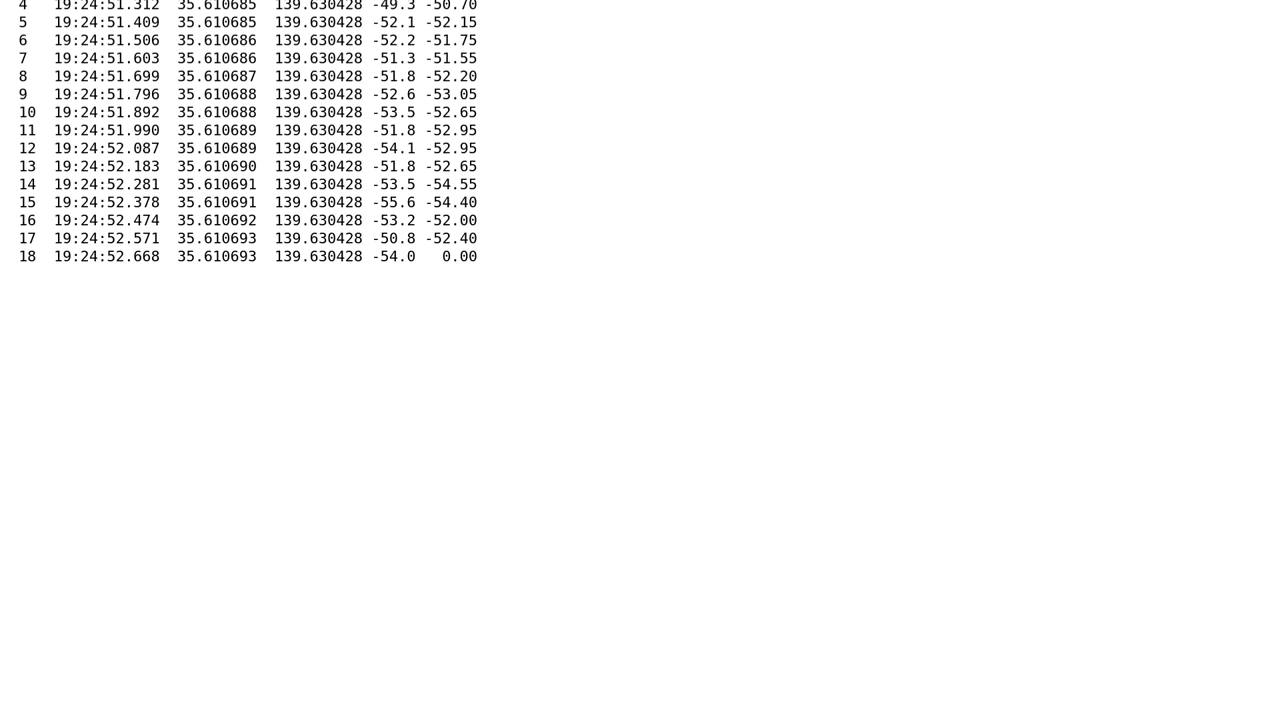 4 19:24:51.312 35.610685 139.630428 -49.3 -50.70
5 19:24:51.409 35.610685 139.630428 -52.1 -52.15
6 19:24:51.506 35.610686 139.630428 -52.2 -51.75
7 19:24:51.603 35.610686 139.630428 -51.3 -51.55
8 19:24:51.699 35.610687 139.630428 -51.8 -52.20
9 19:24:51.796 35.610688 139.630428 -52.6 -53.05
10 19:24:51.892 35.610688 139.630428 -53.5 -52.65
11 19:24:51.990 35.610689 139.630428 -51.8 -52.95
12 19:24:52.087 35.610689 139.630428 -54.1 -52.95
13 19:24:52.183 35.610690 139.630428 -51.8 -52.65
14 19:24:52.281 35.610691 139.630428 -53.5 -54.55
15 19:24:52.378 35.610691 139.630428 -55.6 -54.40
16 19:24:52.474 35.610692 139.630428 -53.2 -52.00
17 19:24:52.571 35.610693 139.630428 -50.8 -52.40
18 19:24:52.668 35.610693 139.630428 -54.0 0.00